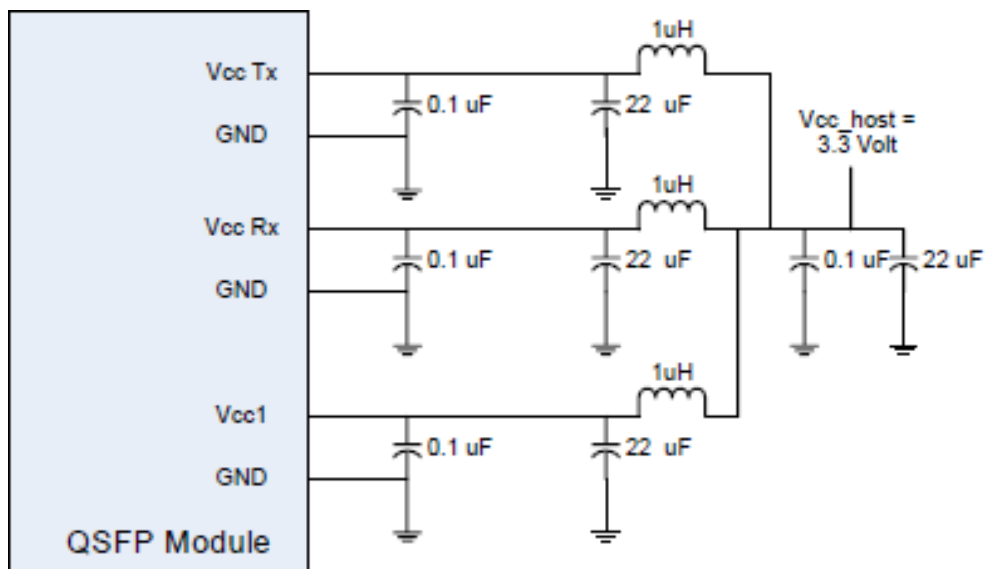 1uH
Vcc Tx
0.1 uF
22 uF
GND
Vcc_host =
3.3 Volt
1uH
Vcc Rx
0.1 uF
22 uF
0.1 uF
22 uF
GND
1uH
Vcc1
0.1 uF
22 uF
GND
QSFP Module